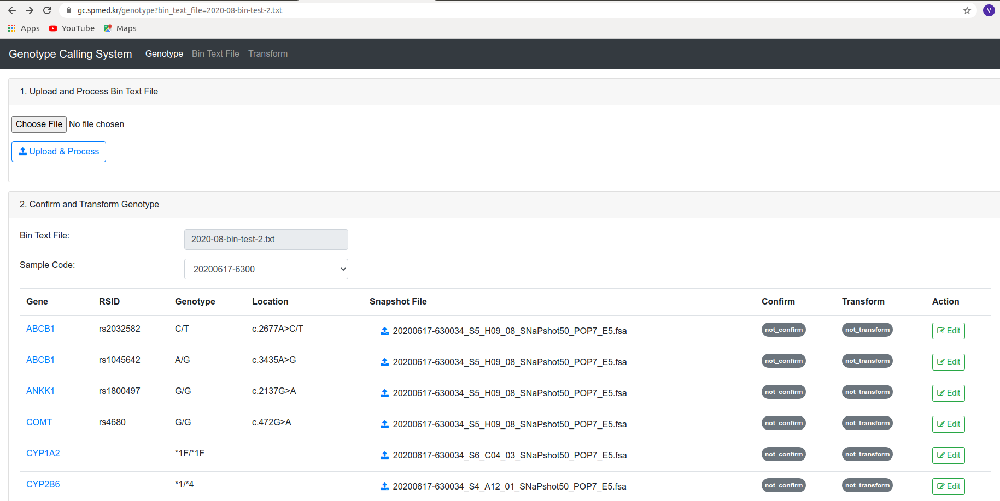 gc.spmed.kr/genotype?bin_text_file=2020-08-bin-test-2.txt
V
Apps YouTube Maps
Genotype Calling System Genotype Bin Text File Transform
1. Upload and Process Bin Text File
Choose File No file chosen
Upload & Process
2. Confirm and Transform Genotype
Bin Text File: 2020-08-bin-test-2.txt
Sample Code: 20200617-6300
Gene RSID Genotype Location Snapshot File Confirm Transform Action
ABCB1 rs2032582 C/T c.2677A>C/T 20200617-630034_S5_H09_08_SNaPshot50_POP7_E5.fsa not_confirm not_transform Edit
ABCB1 rs1045642 A/G c.3435A>G 20200617-630034_S5_H09_08_SNaPshot50_POP7_E5.fsa not_confirm not_transform Edit
ANKK1 rs1800497 G/G c.2137G>A 20200617-630034_S5_H09_08_SNaPshot50_POP7_E5.fsa not_confirm not_transform Edit
COMT rs4680 G/G c.472G>A 20200617-630034_S5_H09_08_SNaPshot50_POP7_E5.fsa not_confirm not_transform Edit
CYP1A2 *1F/*1F 20200617-630034_S6_C04_03_SNaPshot50_POP7_E5.fsa not_confirm not_transform Edit
CYP2B6 *1/*4 20200617-630034_S4_A12_01_SNaPshot50_POP7_E5.fsa not_confirm not_transform Edit